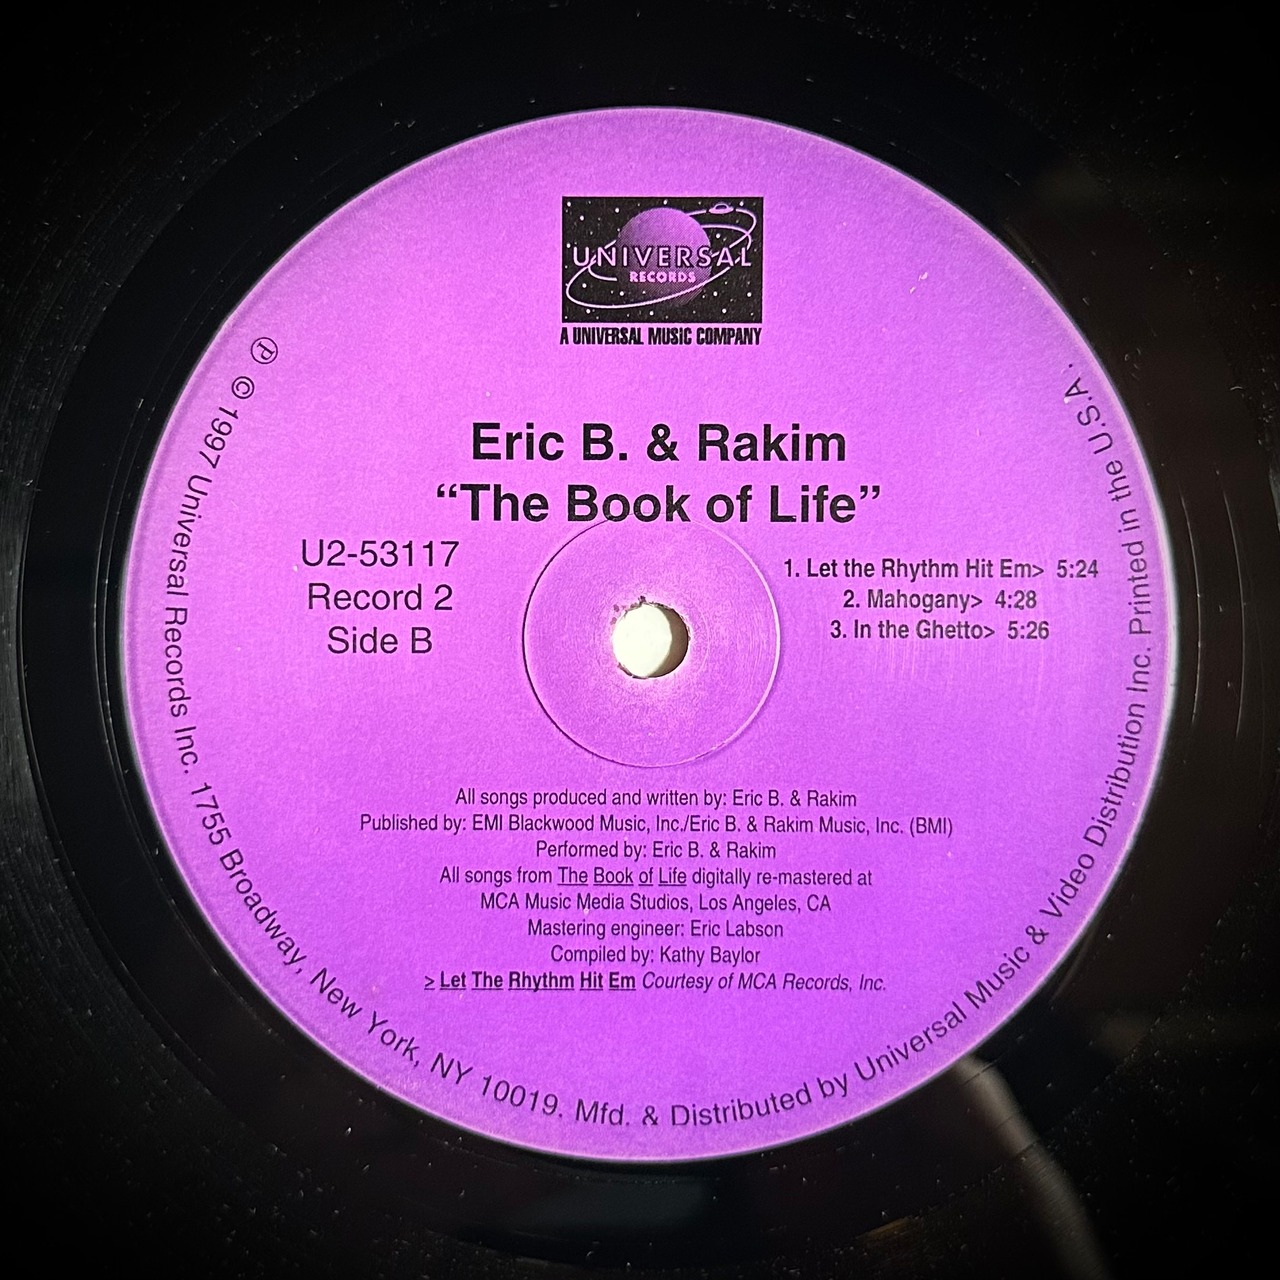 UNIVERSAL
RECORDS
A UNIVERSAL MUSIC COMPANY
Eric B. & Rakim
“The Book of Life”
U2-53117
Record 2
Side B
1. Let the Rhythm Hit Em> 5:24
2. Mahogany> 4:28
3. In the Ghetto> 5:26
All songs produced and written by: Eric B. & Rakim
Published by: EMI Blackwood Music, Inc./Eric B. & Rakim Music, Inc. (BMI)
Performed by: Eric B. & Rakim
All songs from The Book of Life digitally re-mastered at
MCA Music Media Studios, Los Angeles, CA
Mastering engineer: Eric Labson
Compiled by: Kathy Baylor
> Let The Rhythm Hit Em Courtesy of MCA Records, Inc.
℗ © 1997 Universal Records Inc. 1755 Broadway, New York, NY 10019. Mfd. & Distributed by Universal Music & Video Distribution Inc. Printed in the U.S.A.